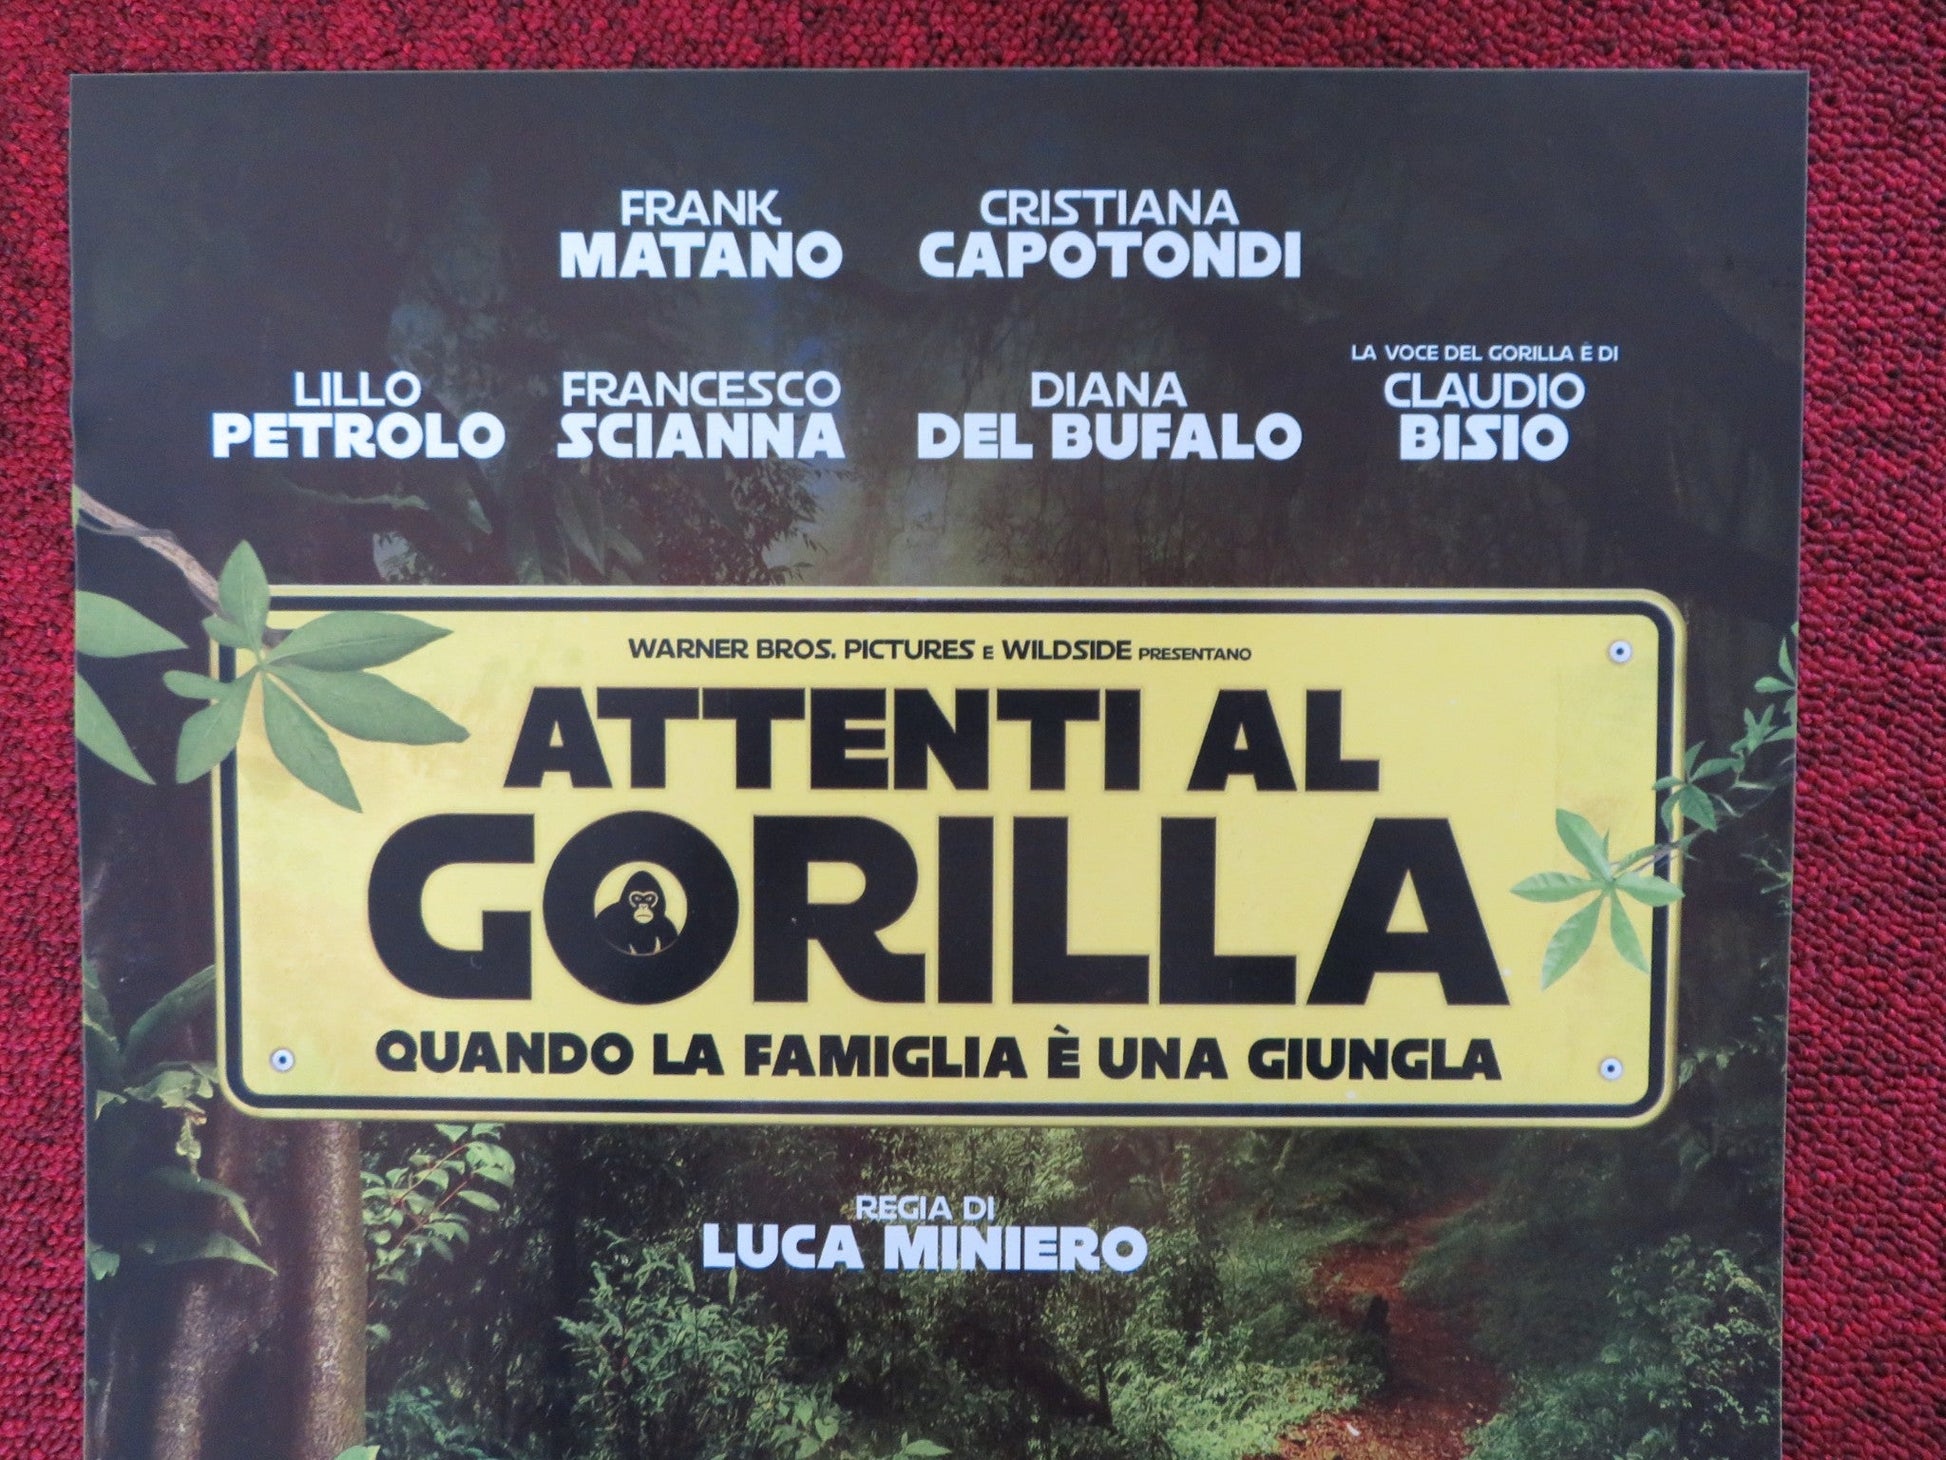 FRANK
MATANO
CRISTIANA
CAPOTONDI
LILLO
PETROLO
FRANCESCO
SCIANNA
DIANA
DEL BUFALO
LA VOCE DEL GORILLA È DI
CLAUDIO
BISIO
WARNER BROS. PICTURES E WILDSIDE PRESENTANO
ATTENTI AL
GORILLA
QUANDO LA FAMIGLIA È UNA GIUNGLA
REGIA DI
LUCA MINIERO